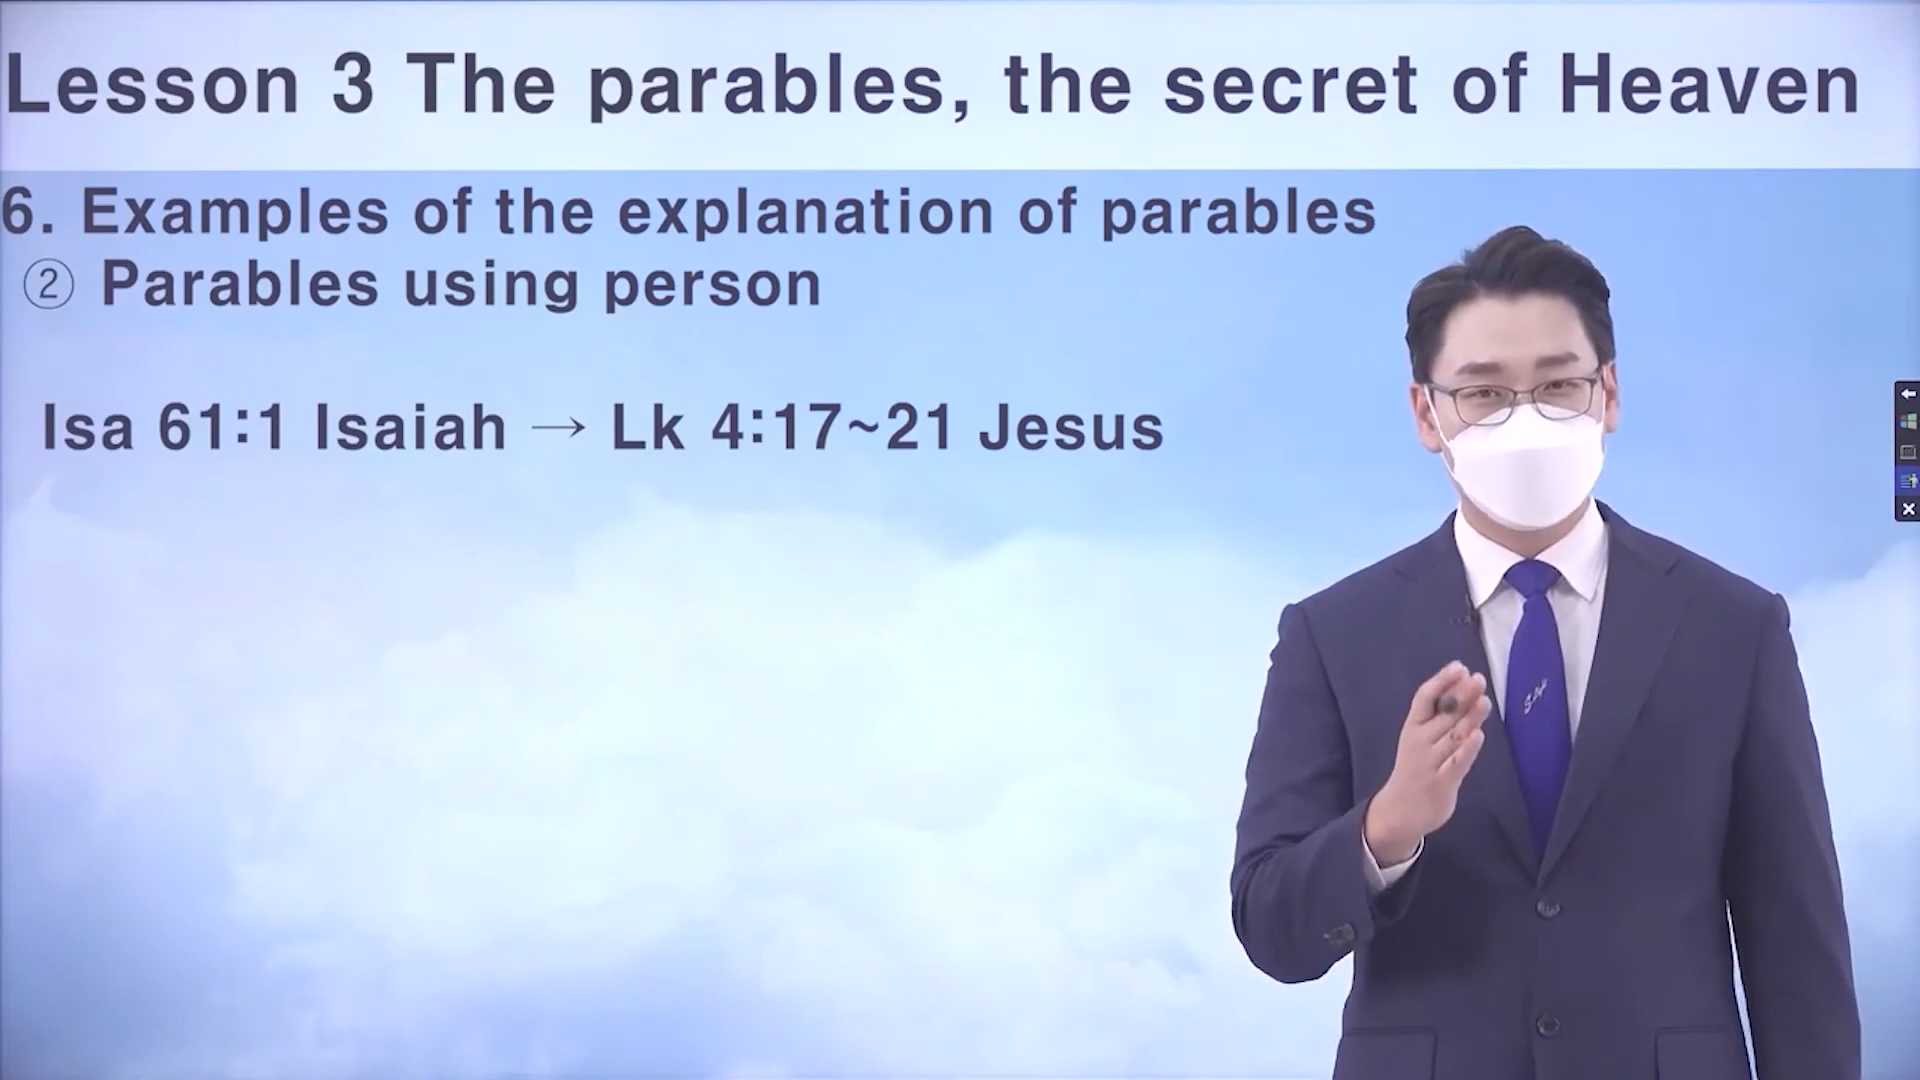 Lesson 3 The parables, the secret of Heaven
6. Examples of the explanation of parables
② Parables using person
Isa 61:1 Isaiah → Lk 4:17~21 Jesus